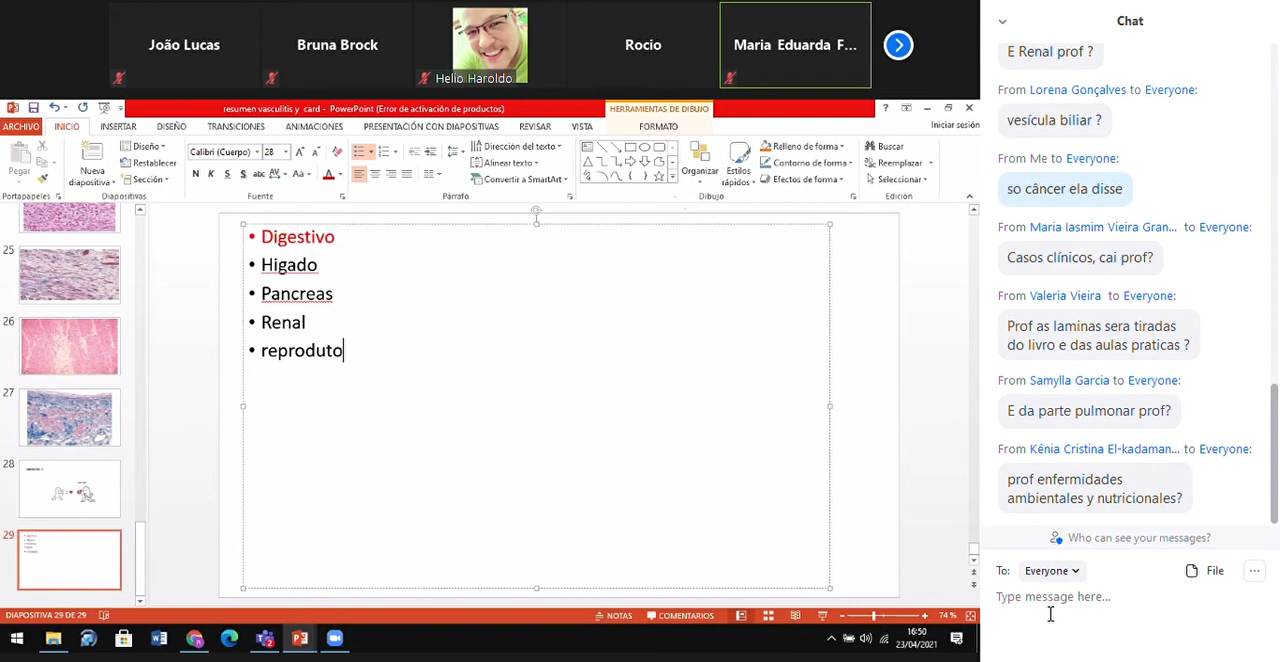 João Lucas
Bruna Brock
Helio Haroldo
Rocio
Maria Eduarda F...
resumen vasculitis y card - PowerPoint (Error de activación de productos)
HERRAMIENTAS DE DIBUJO
ARCHIVO INICIO INSERTAR DISEÑO TRANSICIONES ANIMACIONES PRESENTACIÓN CON DIAPOSITIVAS REVISAR VISTA FORMATO
Iniciar sesión
Pegar
Portapapeles
Nueva
diapositiva
Diseño
Restablecer
Sección
Diapositivas
Calibri (Cuerpo) 28
N K S S abc AV Aa A
Fuente
Dirección del texto
Alinear texto
Convertir a SmartArt
Párrafo
Organizar
Estilos
rápidos
Relleno de forma
Contorno de forma
Efectos de forma
Dibujo
Buscar
Reemplazar
Seleccionar
Edición
25
26
27
28
29
• Digestivo
• Higado
• Pancreas
• Renal
• reproduto
DIAPOSITIVA 29 DE 29
NOTAS
COMENTARIOS
74 %
16:50
23/04/2021
Chat
E Renal prof ?
From Lorena Gonçalves to Everyone:
vesícula biliar ?
From Me to Everyone:
so câncer ela disse
From Maria Iasmim Vieira Gran... to Everyone:
Casos clínicos, cai prof?
From Valeria Vieira to Everyone:
Prof as laminas sera tiradas
do livro e das aulas praticas ?
From Samylla Garcia to Everyone:
E da parte pulmonar prof?
From Kênia Cristina El-kadaman... to Everyone:
prof enfermidades
ambientales y nutricionales?
Who can see your messages?
To: Everyone
File
Type message here...